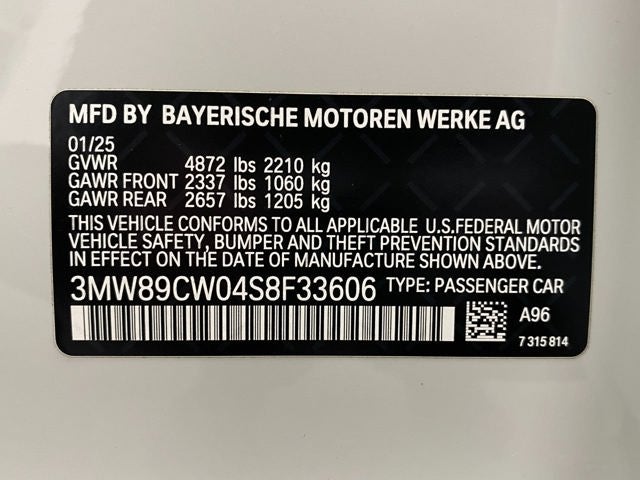 MFD BY BAYERISCHE MOTOREN WERKE AG
01/25
GVWR 4872 lbs 2210 kg
GAWR FRONT 2337 lbs 1060 kg
GAWR REAR 2657 lbs 1205 kg
THIS VEHICLE CONFORMS TO ALL APPLICABLE U.S.FEDERAL MOTOR
VEHICLE SAFETY, BUMPER AND THEFT PREVENTION STANDARDS
IN EFFECT ON THE DATE OF MANUFACTURE SHOWN ABOVE.
3MW89CW04S8F33606 TYPE: PASSENGER CAR
A96
7 315 814